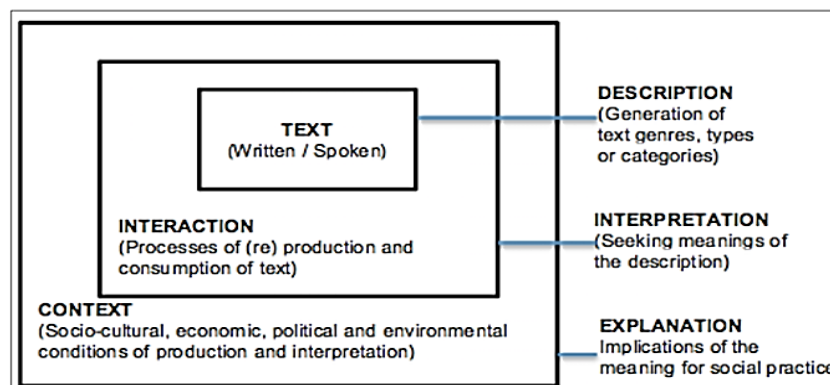 TEXT
(Written / Spoken)
INTERACTION
(Processes of (re) production and
consumption of text)
CONTEXT
(Socio-cultural, economic, political and environmental
conditions of production and interpretation)
DESCRIPTION
(Generation of
text genres, types
or categories)
INTERPRETATION
(Seeking meanings of
the description)
EXPLANATION
Implications of the
meaning for social practice